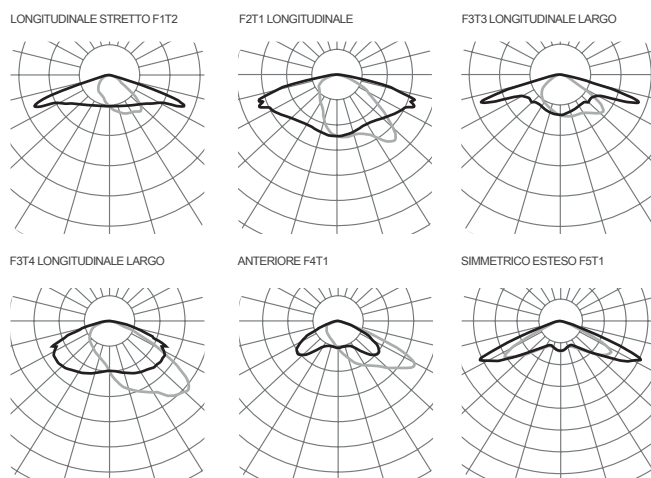 LONGITUDINALE STRETTO F1T2
F2T1 LONGITUDINALE
F3T3 LONGITUDINALE LARGO
F3T4 LONGITUDINALE LARGO
ANTERIORE F4T1
SIMMETRICO ESTESO F5T1